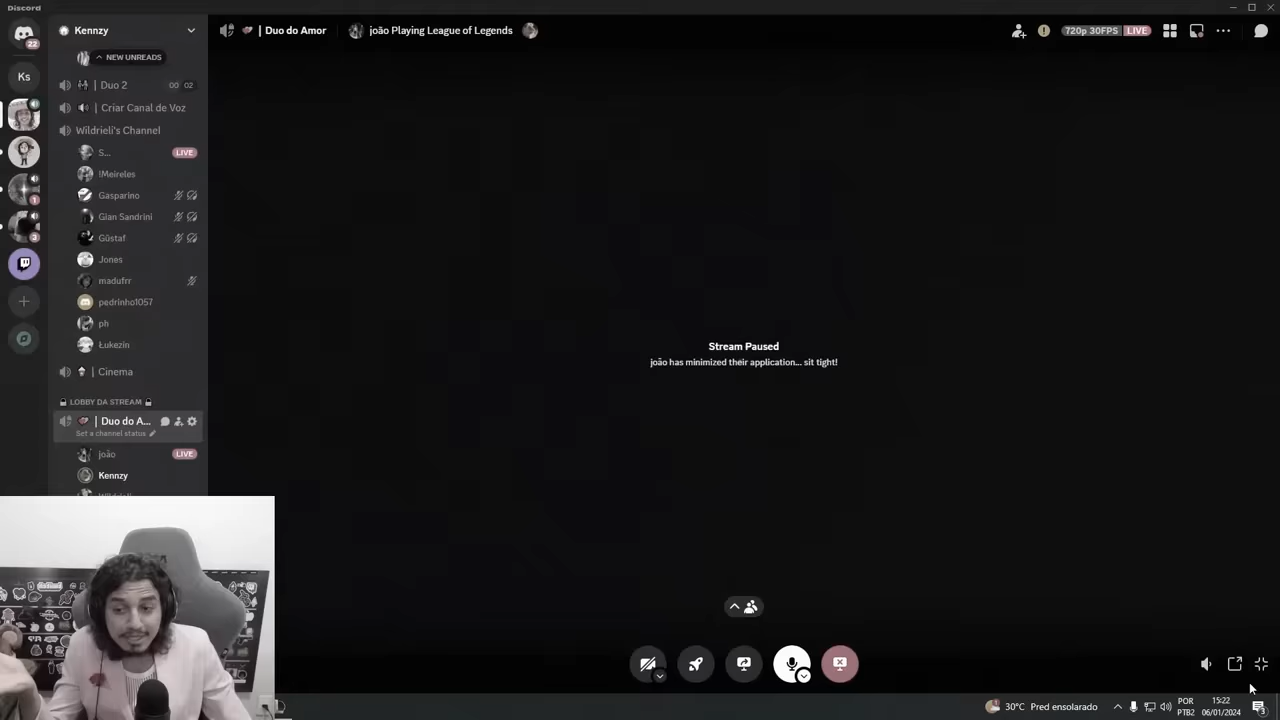 Discord
22
Kennzy
Duo do Amor
joão Playing League of Legends
720p 30FPS
LIVE
NEW UNREADS
Ks
Duo 2
00 02
| Criar Canal de Voz
Wildrieli's Channel
S...
LIVE
!Meireles
Gasparino
1
Gian Sandrini
Güstaf
Jones
madufrr
pedrinho1057
ph
Łukezin
| Cinema
LOBBY DA STREAM
| Duo do A...
Set a channel status
joão
LIVE
Kennzy
Stream Paused
joão has minimized their application... sit tight!
30°C Pred ensolarado
POR
PTB2
15:22
06/01/2024